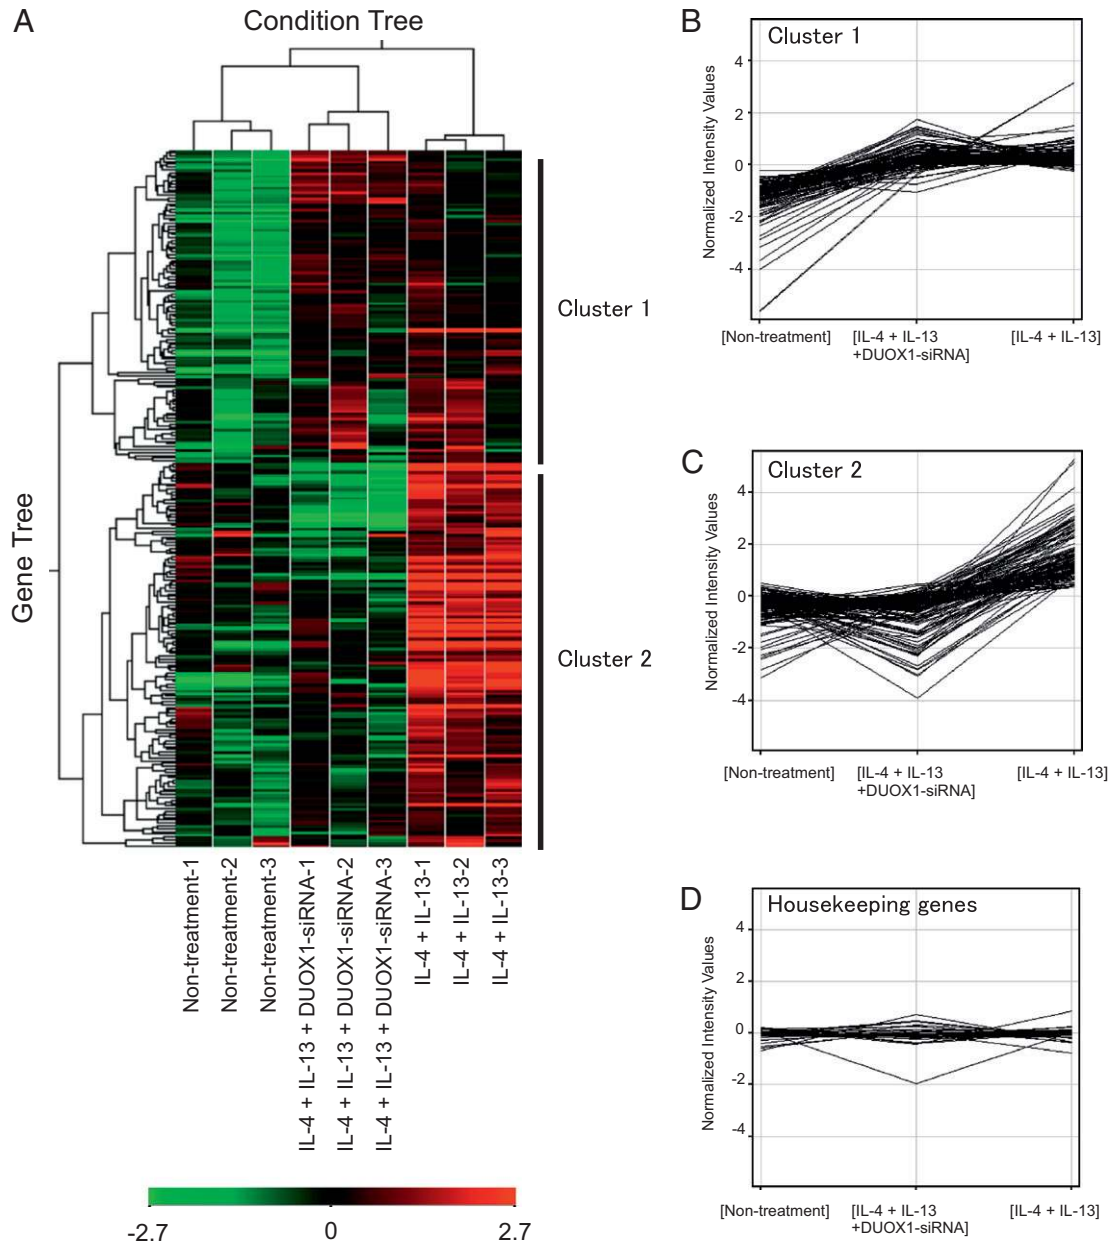 A
Condition Tree
Gene Tree
Cluster 1
Cluster 2
Non-treatment-1
Non-treatment-2
Non-treatment-3
IL-4 + IL-13 + DUOX1-siRNA-1
IL-4 + IL-13 + DUOX1-siRNA-2
IL-4 + IL-13 + DUOX1-siRNA-3
IL-4 + IL-13-1
IL-4 + IL-13-2
IL-4 + IL-13-3
-2.7
0
2.7
B
Cluster 1
Normalized Intensity Values
4
2
0
-2
-4
[Non-treatment]
[IL-4 + IL-13
+DUOX1-siRNA]
[IL-4 + IL-13]
C
Cluster 2
Normalized Intensity Values
4
2
0
-2
-4
[Non-treatment]
[IL-4 + IL-13
+DUOX1-siRNA]
[IL-4 + IL-13]
D
Housekeeping genes
Normalized Intensity Values
4
2
0
-2
-4
[Non-treatment]
[IL-4 + IL-13
+DUOX1-siRNA]
[IL-4 + IL-13]